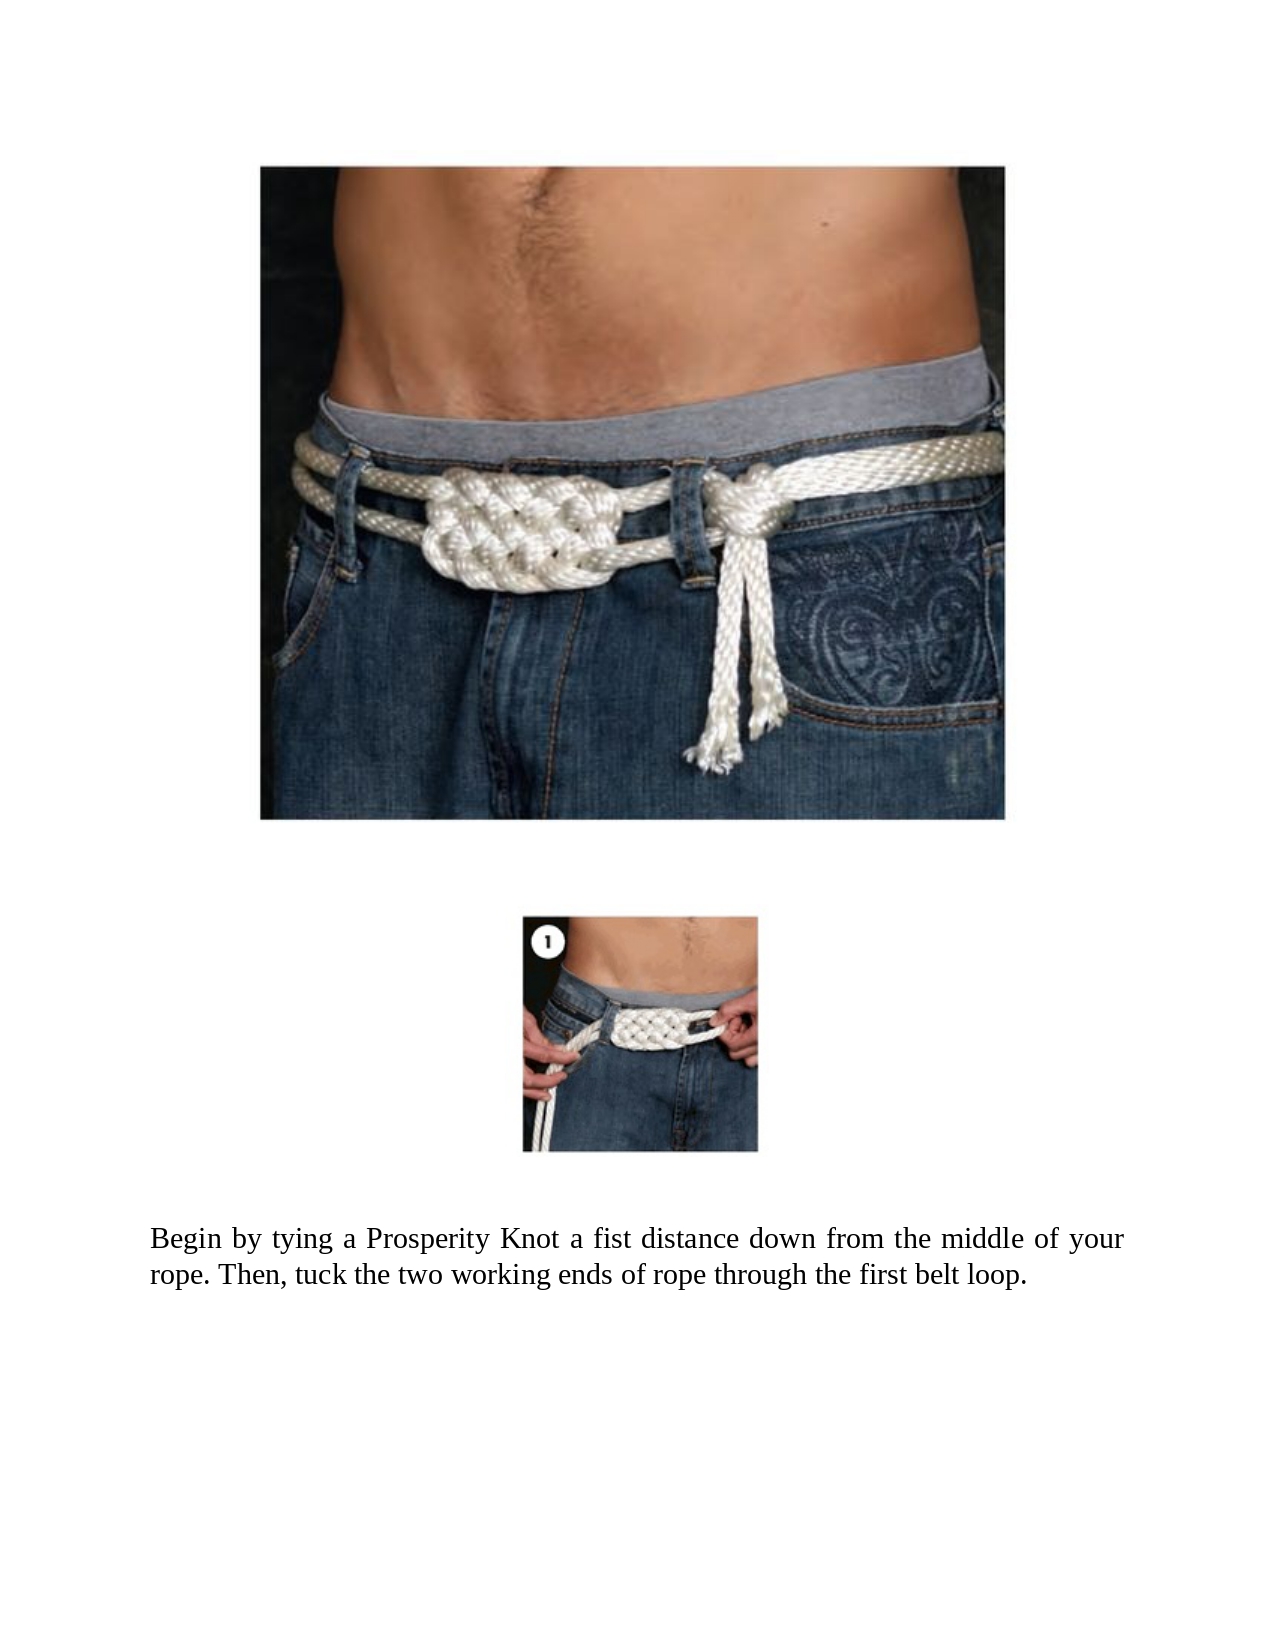 1
Begin by tying a Prosperity Knot a fist distance down from the middle of your
rope. Then, tuck the two working ends of rope through the first belt loop.